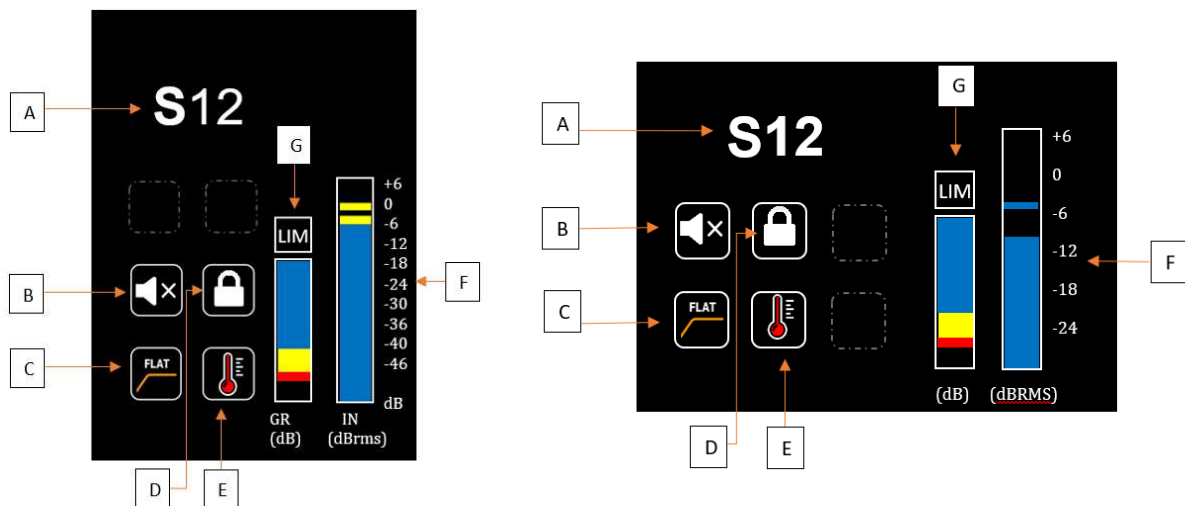 A
S12
G
LIM
+6
0
-6
-12
-18
-24
-30
-36
-40
-46
dB
B
F
C
FLAT
GR
(dB)
IN
(dBrms)
D
E
G
A
S12
LIM
+6
0
-6
-12
-18
-24
B
F
C
FLAT
(dB)
(dBRMS)
D
E